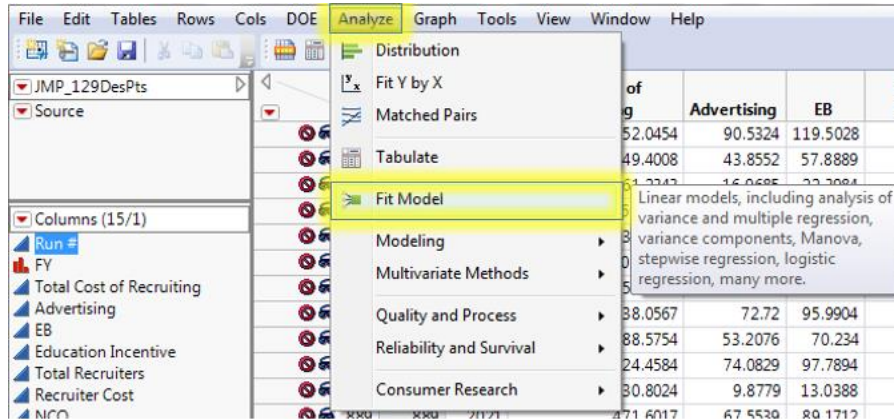 File Edit Tables Rows Cols DOE Analyze Graph Tools View Window Help
JMP_129DesPts
Source
Columns (15/1)
Run #
FY
Total Cost of Recruiting
Advertising
EB
Education Incentive
Total Recruiters
Recruiter Cost
NCO
Distribution
Fit Y by X
Matched Pairs
Tabulate
Fit Model
Modeling
Multivariate Methods
Quality and Process
Reliability and Survival
Consumer Research
Linear models, including analysis of
variance and multiple regression,
variance components, Manova,
stepwise regression, logistic
regression, many more.
of
g Advertising EB
52.0454 90.5324 119.5028
49.4008 43.8552 57.8889
38.0567 72.72 95.9904
88.5754 53.2076 70.234
24.4584 74.0829 97.7894
30.8024 9.8779 13.0388
889 889 2021 471.6017 67.5539 89.1712